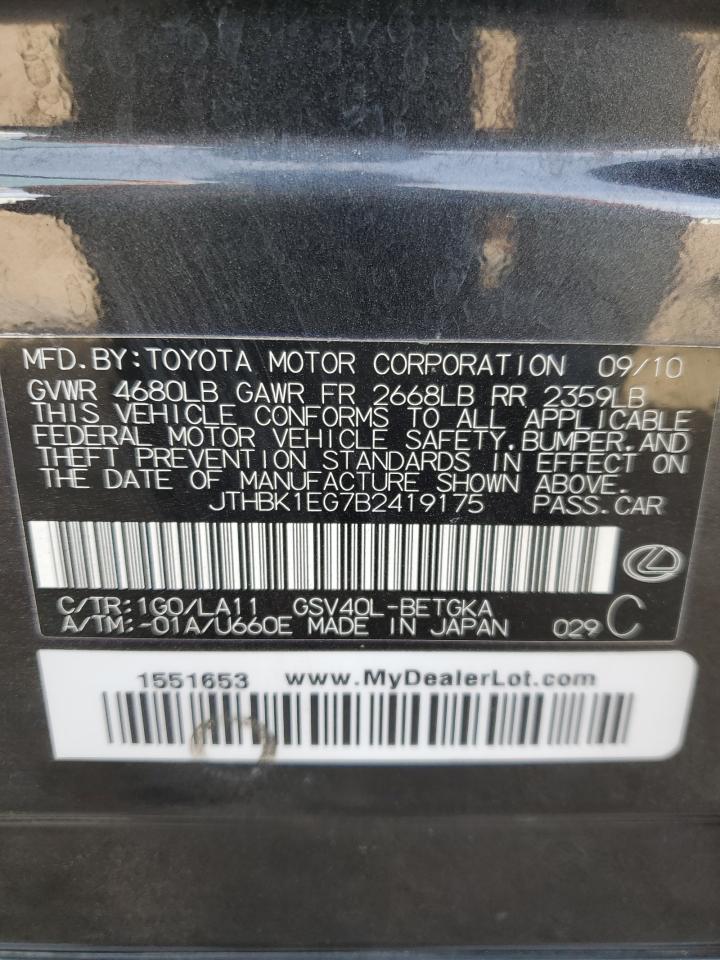 MFD.BY:TOYOTA MOTOR CORPORATION 09/10
GVWR 4680LB GAWR FR 2668LB RR 2359LB
THIS VEHICLE CONFORMS TO ALL APPLICABLE
FEDERAL MOTOR VEHICLE SAFETY,BUMPER,AND
THEFT PREVENTION STANDARDS IN EFFECT ON
THE DATE OF MANUFACTURE SHOWN ABOVE.
JTHBK1EG7B2419175 PASS.CAR
C/TR:1G0/LA11 GSV40L-BETGKA
A/TM:-01A/U660E MADE IN JAPAN 029 C
1551653 www.MyDealerLot.com